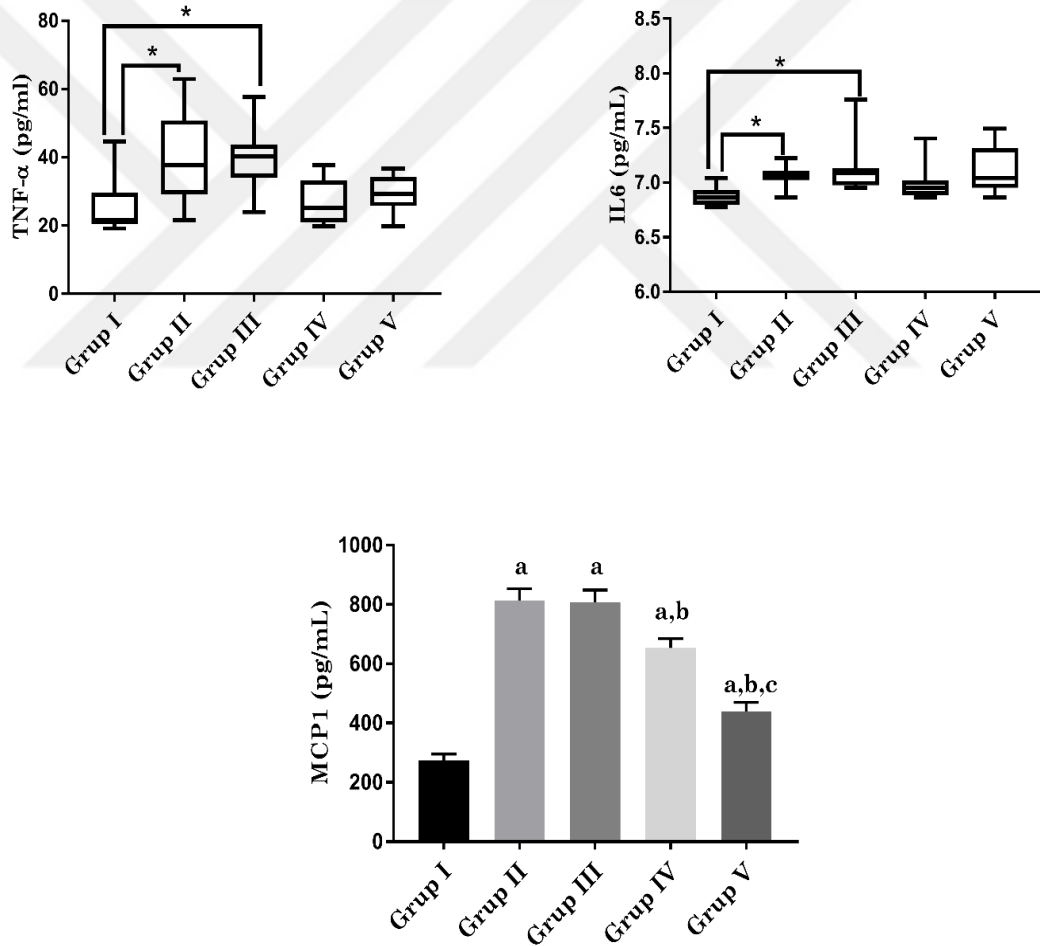 TNF-α (pg/ml)
80
60
40
20
0
*
*
Grup I
Grup II
Grup III
Grup IV
Grup V
IL6 (pg/mL)
8.5
8.0
7.5
7.0
6.5
6.0
*
*
Grup I
Grup II
Grup III
Grup IV
Grup V
MCP1 (pg/mL)
1000
800
600
400
200
0
a
a
a,b
a,b,c
Grup I
Grup II
Grup III
Grup IV
Grup V